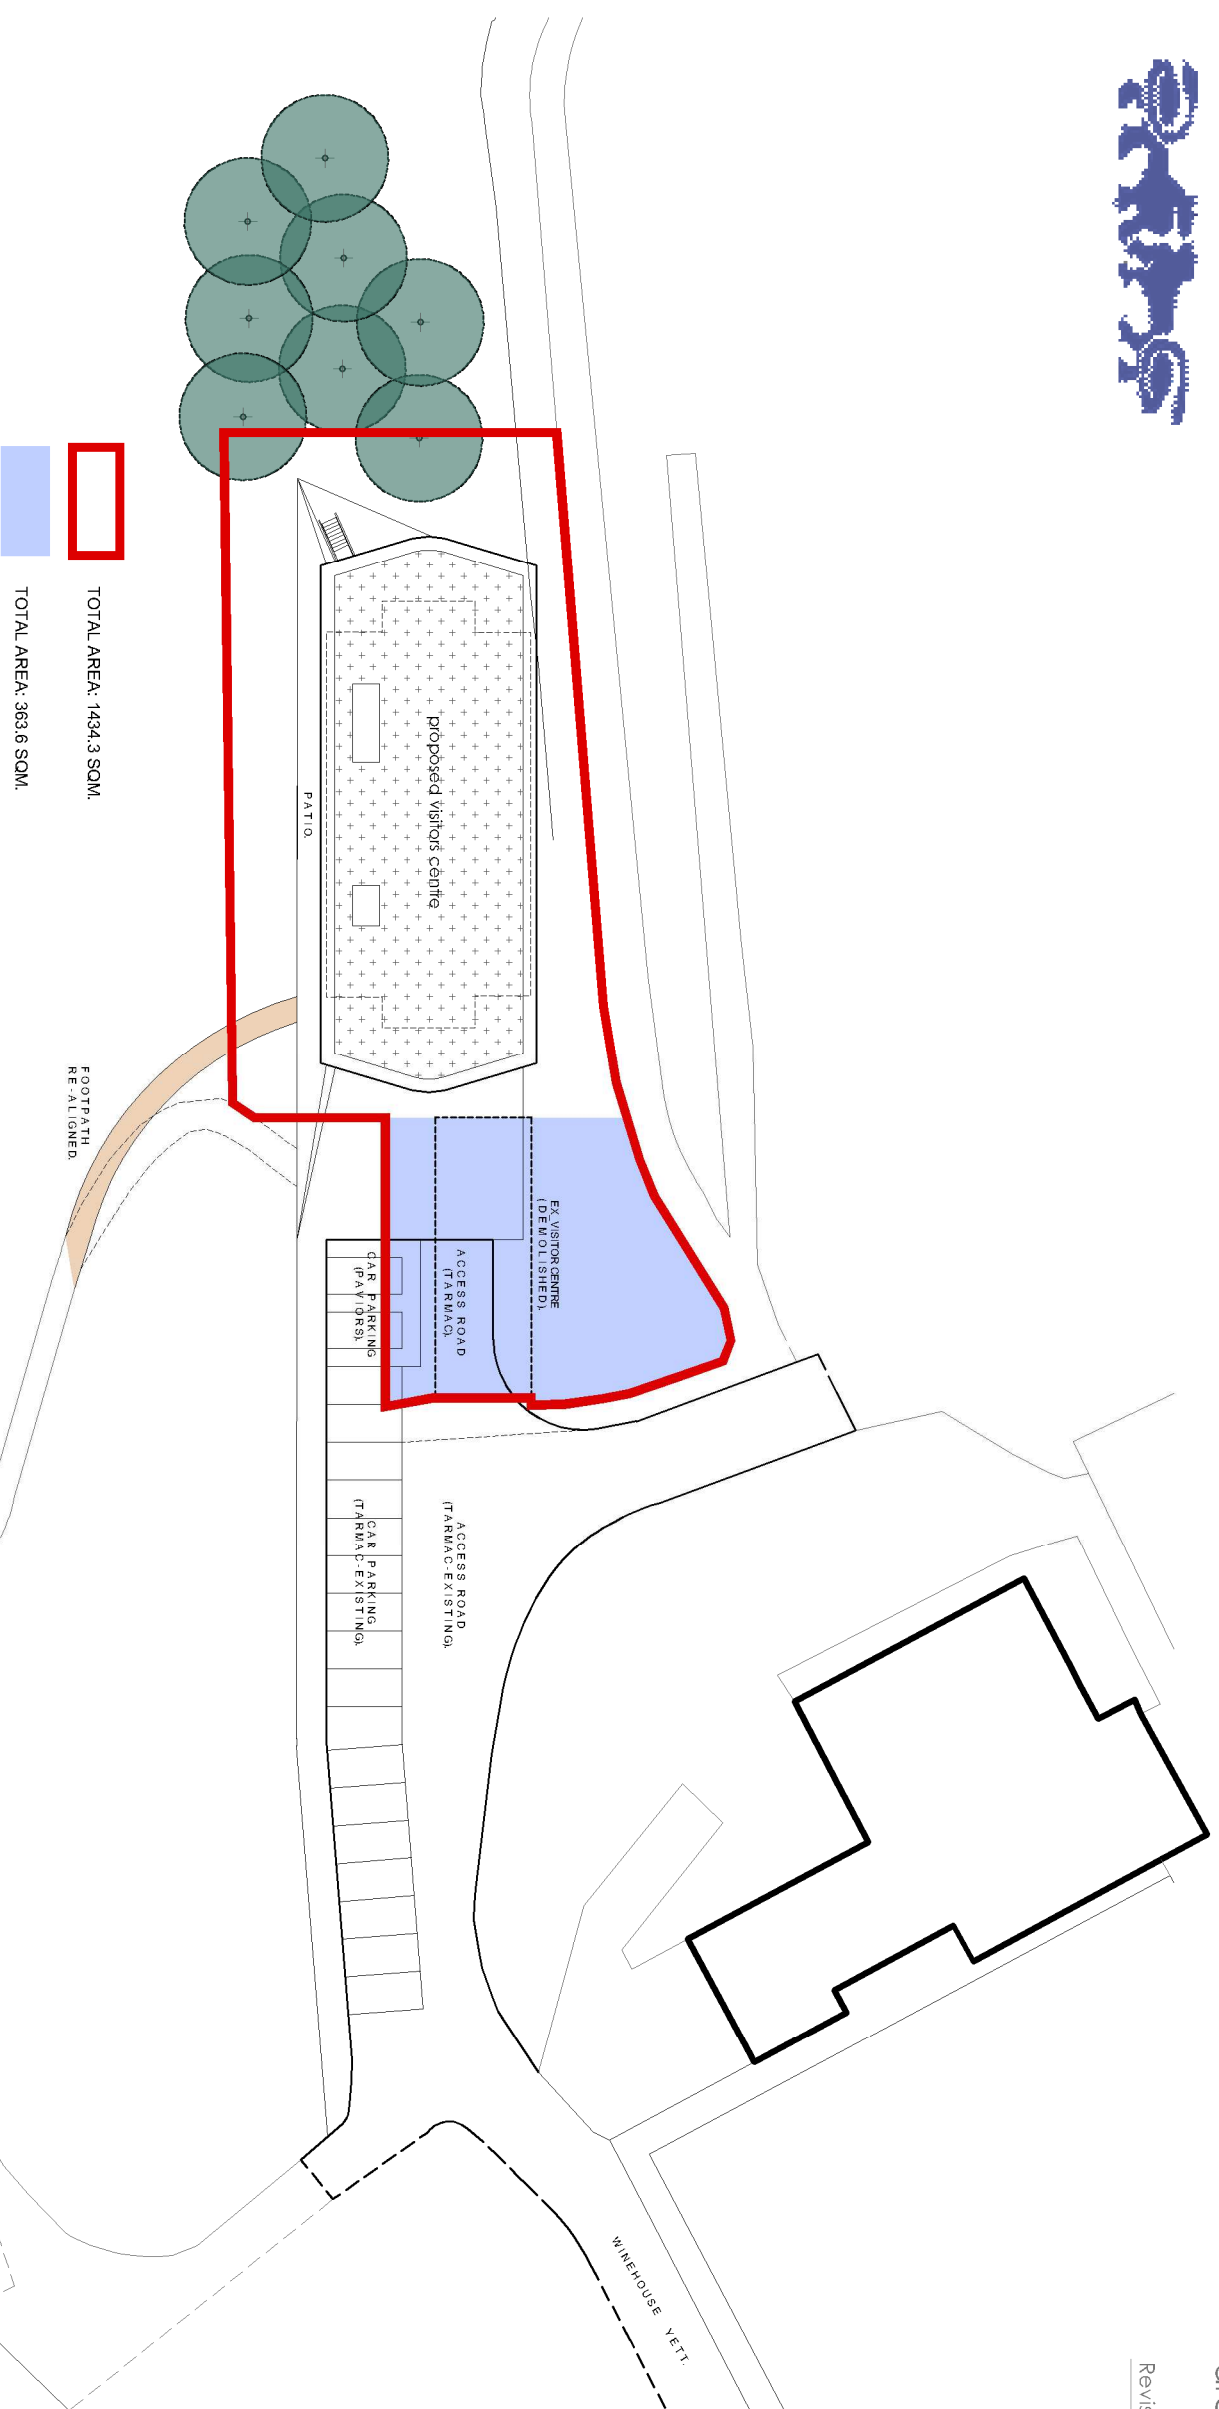 TOTAL AREA: 1434.3 SQM.
TOTAL AREA: 363.6 SQM.
proposed visitors centre
PATIO.
FOOTPATH
RE-ALIGNED.
EX_VISITOR CENTRE
(DEMOLISHED).
ACCESS ROAD
(TARMAC).
CAR PARKING
(PAVIORS).
ACCESS ROAD
(TARMAC-EXISTING).
CAR PARKING
(TARMAC-EXISTING).
WINEHOUSE YETT.